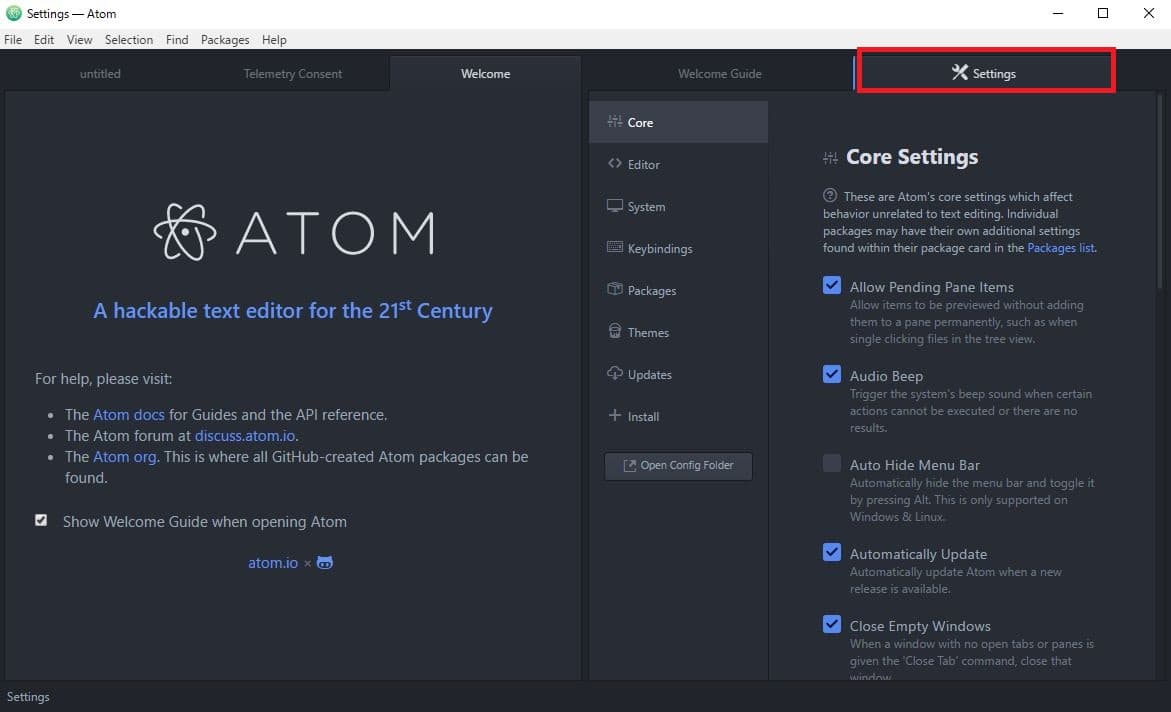 Settings — Atom
File Edit View Selection Find Packages Help
untitled
Telemetry Consent
Welcome
Welcome Guide
Settings
ATOM
A hackable text editor for the 21st Century
For help, please visit:
• The Atom docs for Guides and the API reference.
• The Atom forum at discuss.atom.io.
• The Atom org. This is where all GitHub-created Atom packages can be
found.
Show Welcome Guide when opening Atom
atom.io ×
Core
Editor
System
Keybindings
Packages
Themes
Updates
Install
Open Config Folder
Core Settings
These are Atom's core settings which affect
behavior unrelated to text editing. Individual
packages may have their own additional settings
found within their package card in the Packages list.
Allow Pending Pane Items
Allow items to be previewed without adding
them to a pane permanently, such as when
single clicking files in the tree view.
Audio Beep
Trigger the system's beep sound when certain
actions cannot be executed or there are no
results.
Auto Hide Menu Bar
Automatically hide the menu bar and toggle it
by pressing Alt. This is only supported on
Windows & Linux.
Automatically Update
Automatically update Atom when a new
release is available.
Close Empty Windows
When a window with no open tabs or panes is
given the 'Close Tab' command, close that
window.
Settings